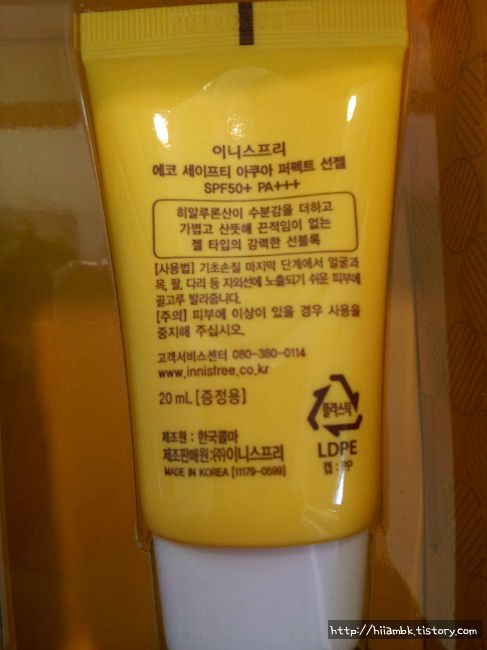 이니스프리
에코 세이프티 아쿠아 퍼펙트 선젤
SPF50+ PA+++
히알루론산이 수분감을 더하고
가볍고 산뜻해 끈적임이 없는
젤 타입의 강력한 선블록
[사용법] 기초손질 마지막 단계에서 얼굴과
목, 팔, 다리 등 자외선에 노출되기 쉬운 피부에
골고루 발라줍니다.
[주의] 피부에 이상이 있을 경우 사용을
중지해 주십시오.
고객서비스센터 080-380-0114
www.innisfree.co.kr
20 mL [증정용]
플라스틱
LDPE
캡 : PP
제조원 : 한국콜마
제조판매원:(주)이니스프리
MADE IN KOREA [11179-0599]
http://hiiambk.tistory.com